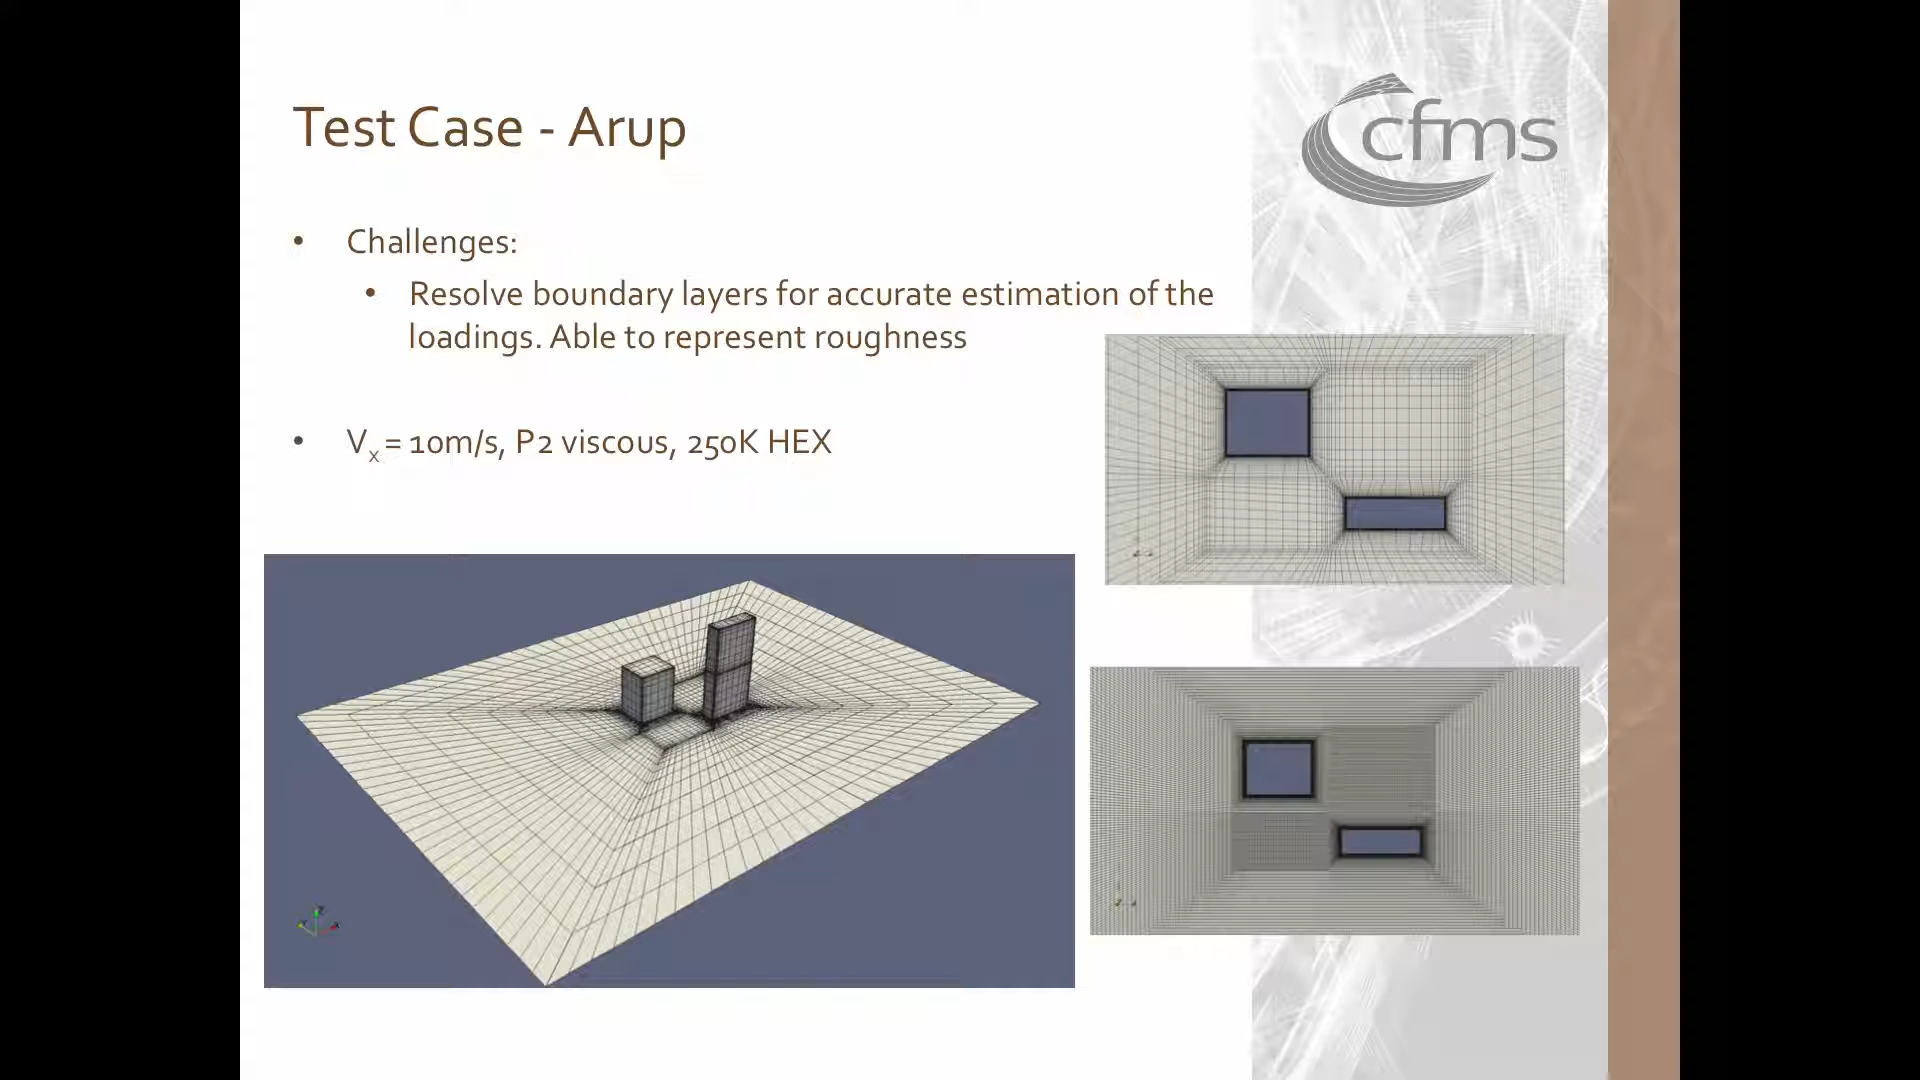 Test Case - Arup
cfms
• Challenges:
• Resolve boundary layers for accurate estimation of the
loadings. Able to represent roughness
• Vx = 10m/s, P2 viscous, 250K HEX